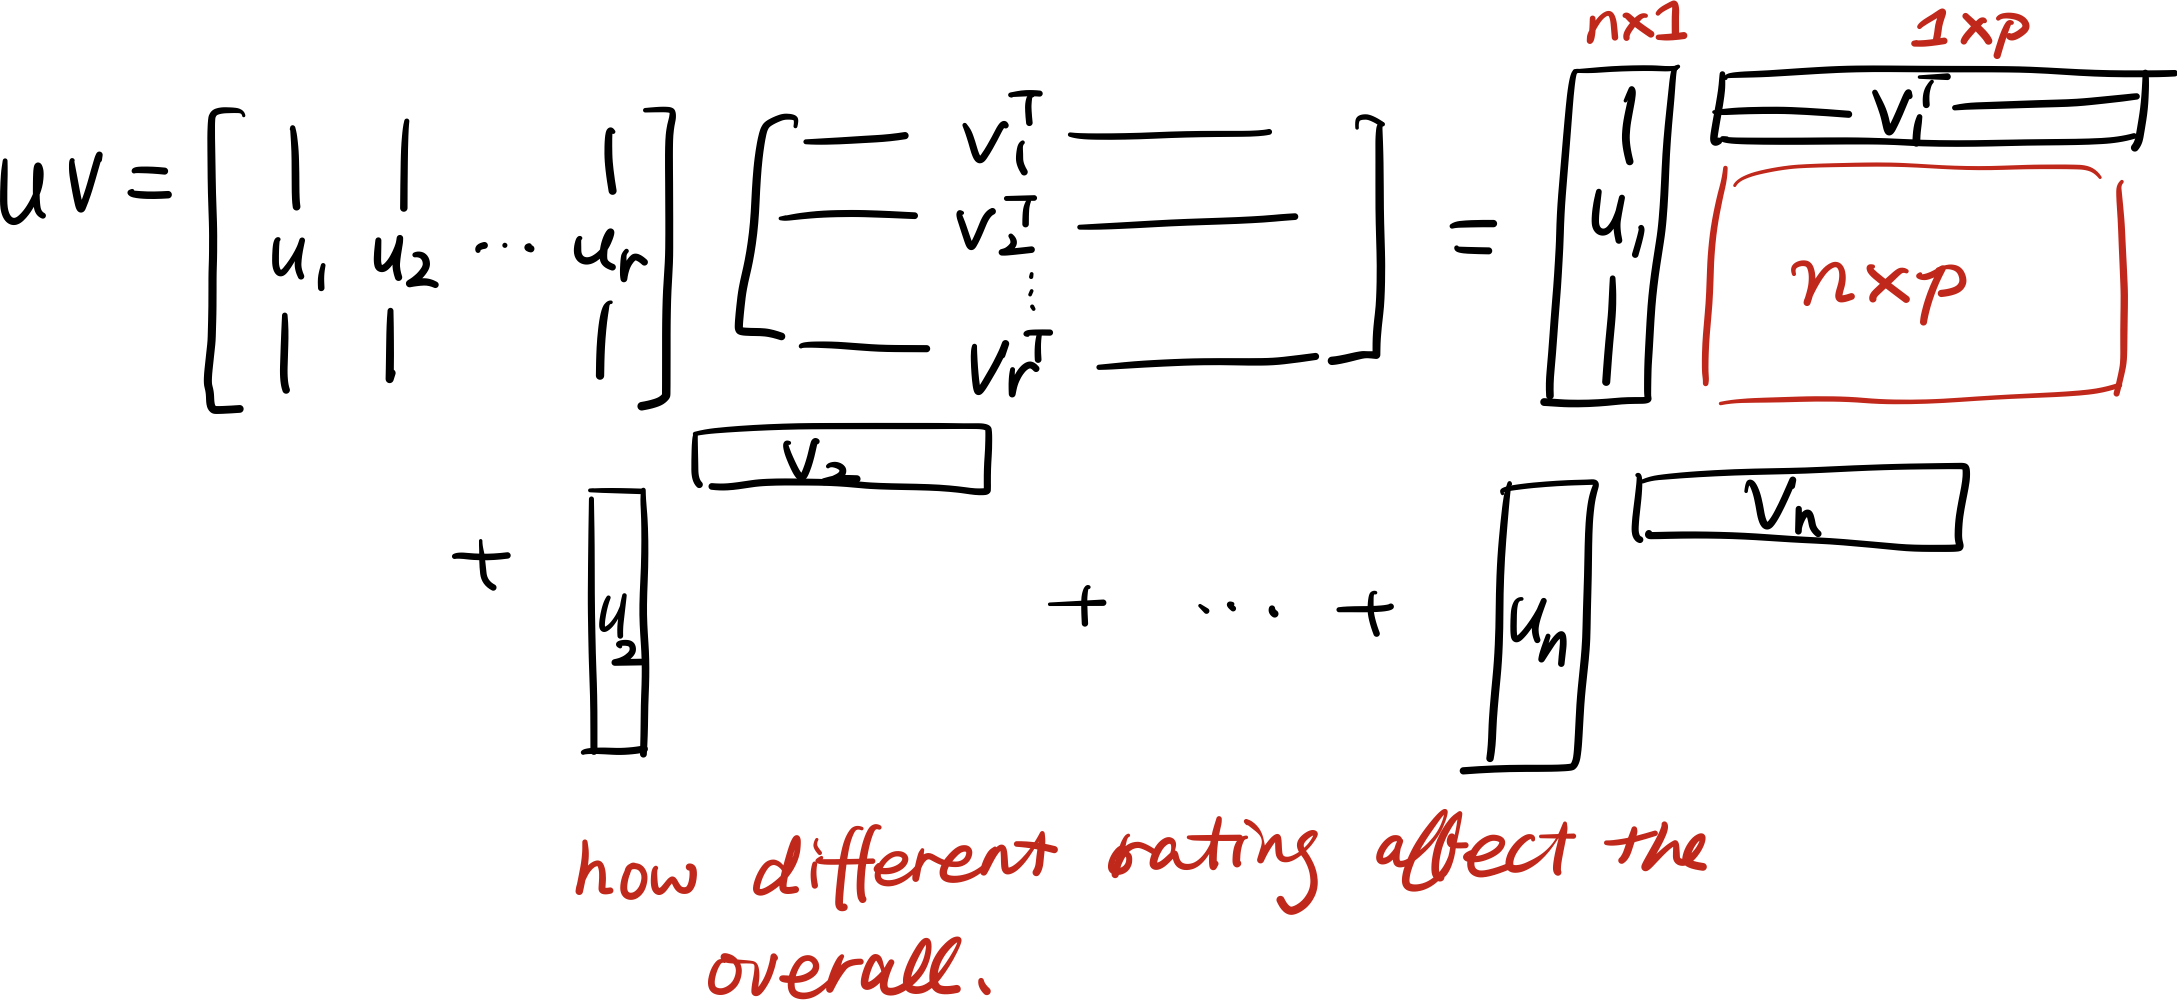 n×1 1×p
UV = [ u₁ u₂ ... uᵣ ] [ v₁ᵀ v₂ᵀ ⋮ vᵣᵀ ] = u₁ v₁ᵀ
n×p
+ u₂ v₂ + ... + uₙ vₙ
how different rating affect the
overall.